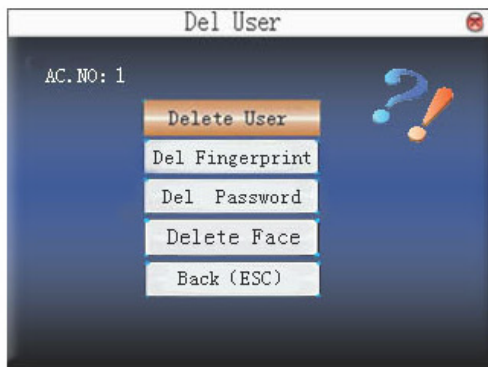 Del User
AC.NO: 1
Delete User
Del Fingerprint
Del Password
Delete Face
Back (ESC)